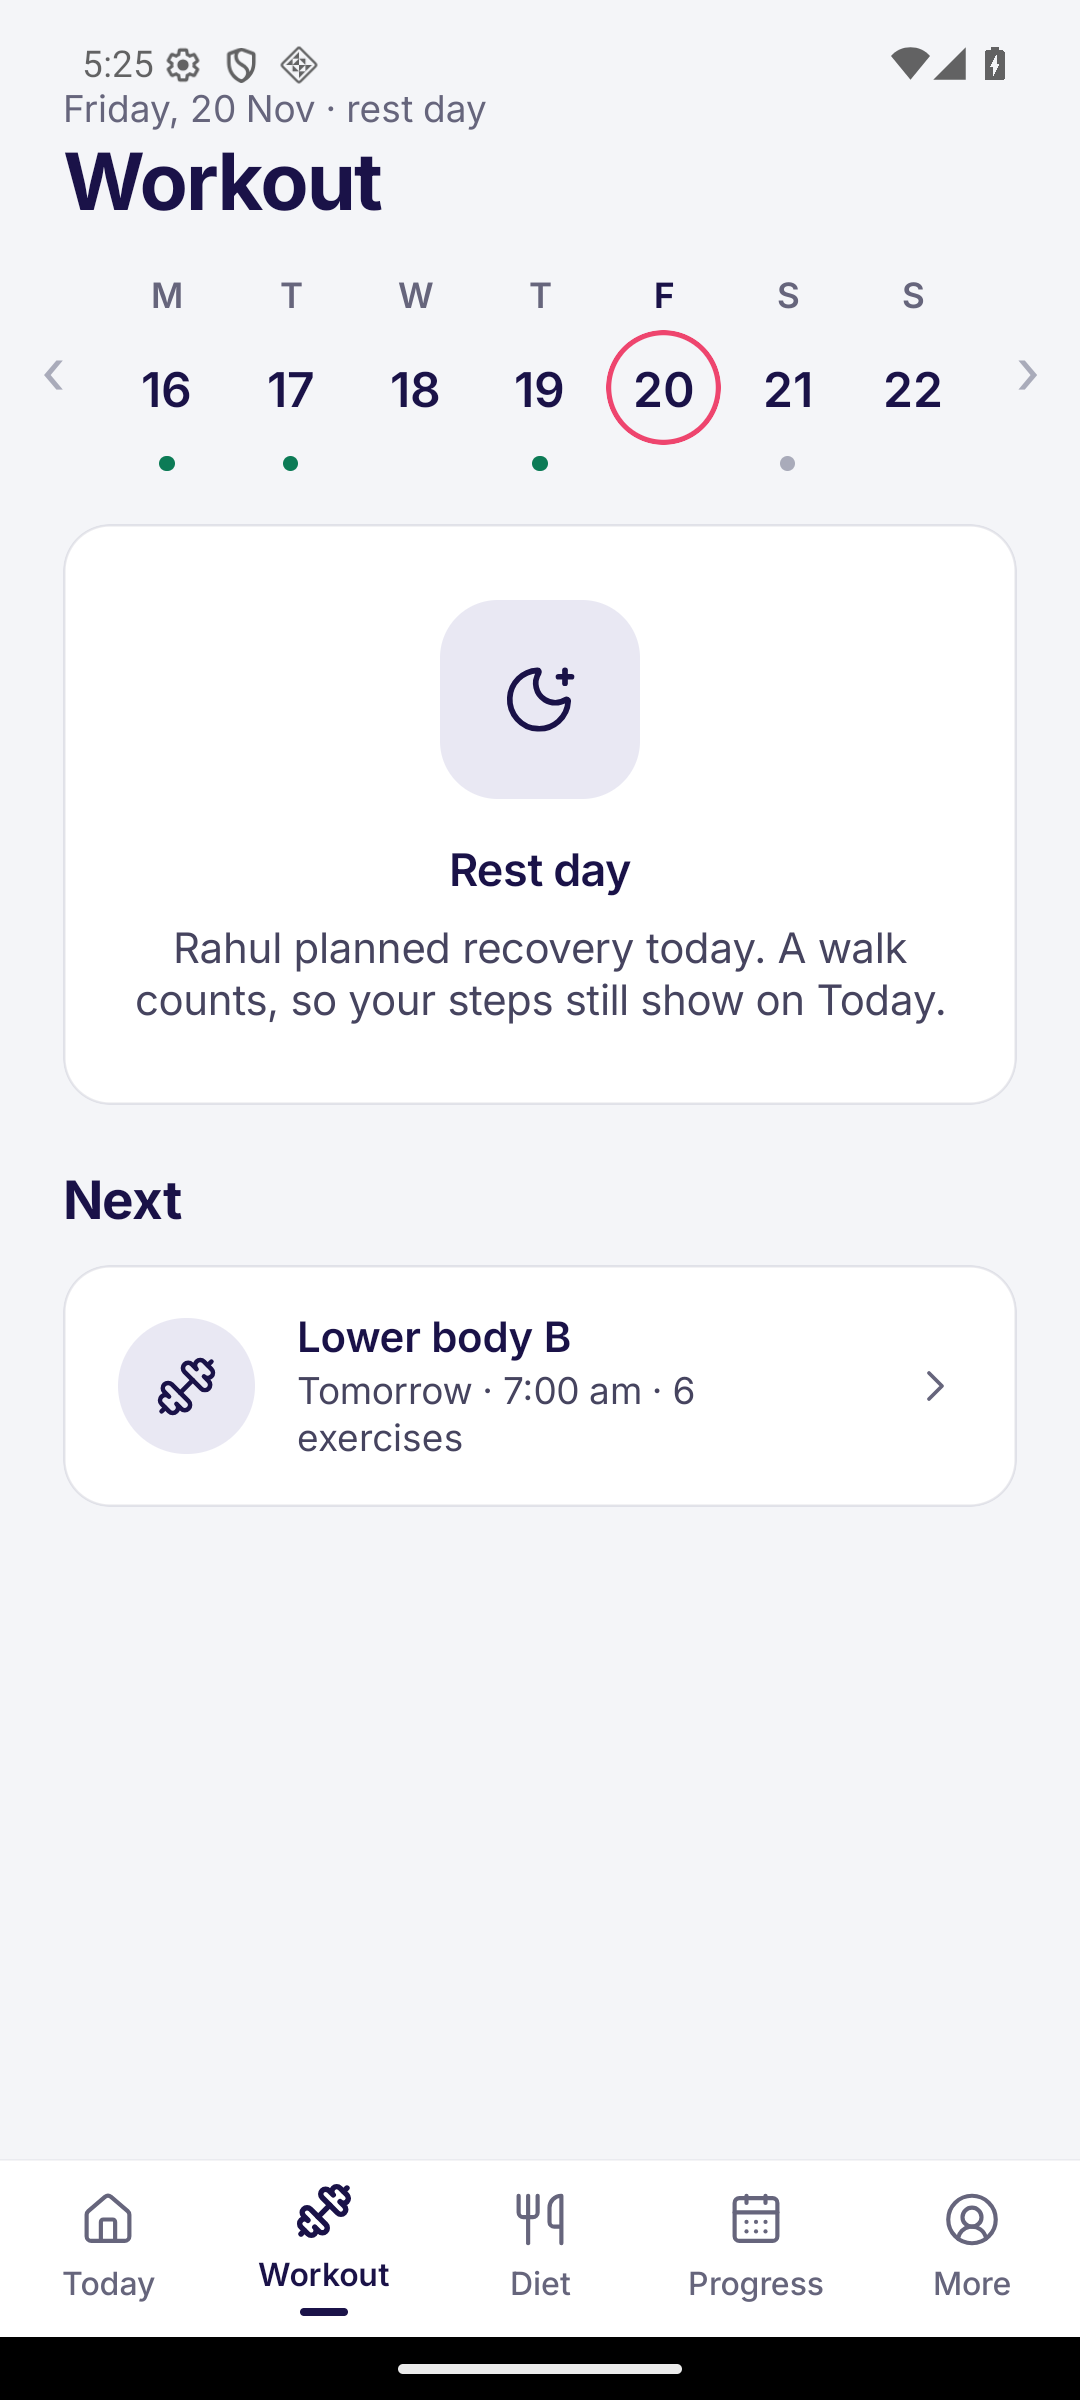 5:25
Friday, 20 Nov · rest day
Workout
M T W T F S S
‹ 16 17 18 19 20 21 22 ›
Rest day
Rahul planned recovery today. A walk
counts, so your steps still show on Today.
Next
Lower body B
Tomorrow · 7:00 am · 6
exercises
Today Workout Diet Progress More